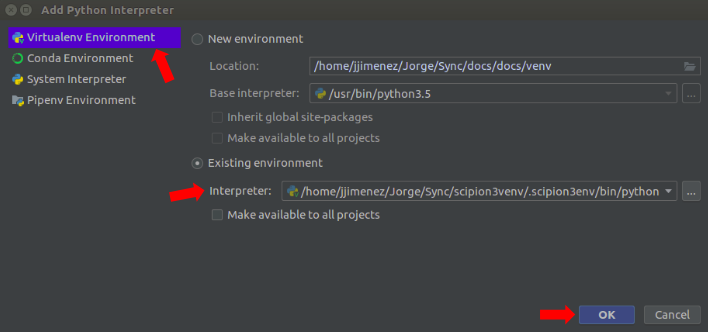 Add Python Interpreter
Virtualenv Environment
Conda Environment
System Interpreter
Pipenv Environment
New environment
Location: /home/jjimenez/Jorge/Sync/docs/docs/venv
Base interpreter: /usr/bin/python3.5 ...
Inherit global site-packages
Make available to all projects
Existing environment
Interpreter: /home/jjimenez/Jorge/Sync/scipion3venv/.scipion3env/bin/python ...
Make available to all projects
OK Cancel